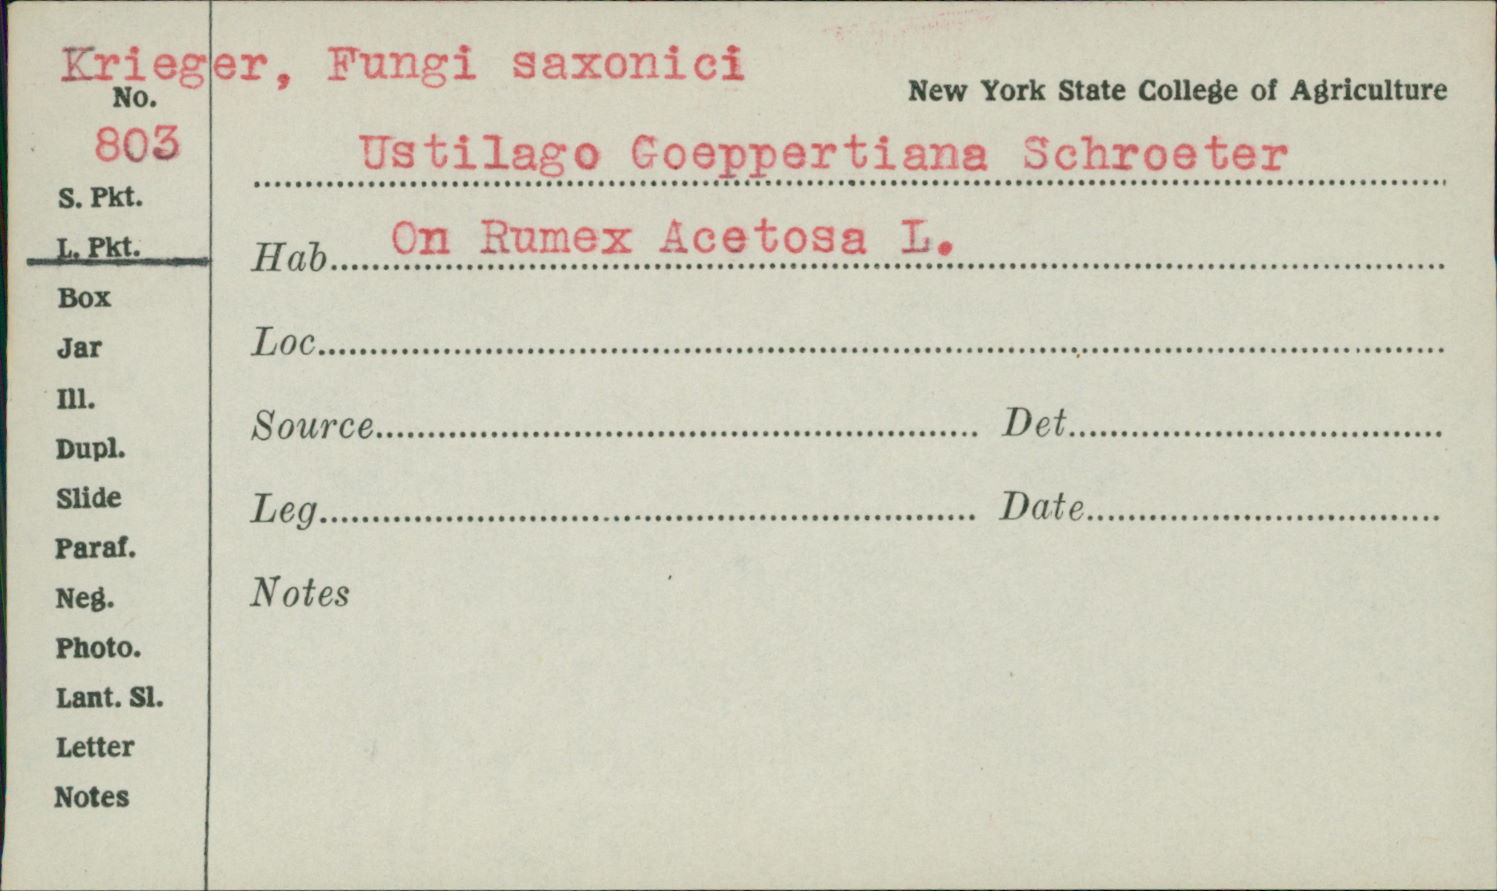 Krieger, Fungi saxonici
No.
New York State College of Agriculture
803
Ustilago Goeppertiana Schroeter
S. Pkt.
L. Pkt.
Hab. On Rumex Acetosa L.
Box
Jar
Loc.
Ill.
Source
Det.
Dupl.
Slide
Leg.
Date
Paraf.
Neg.
Notes
Photo.
Lant. Sl.
Letter
Notes